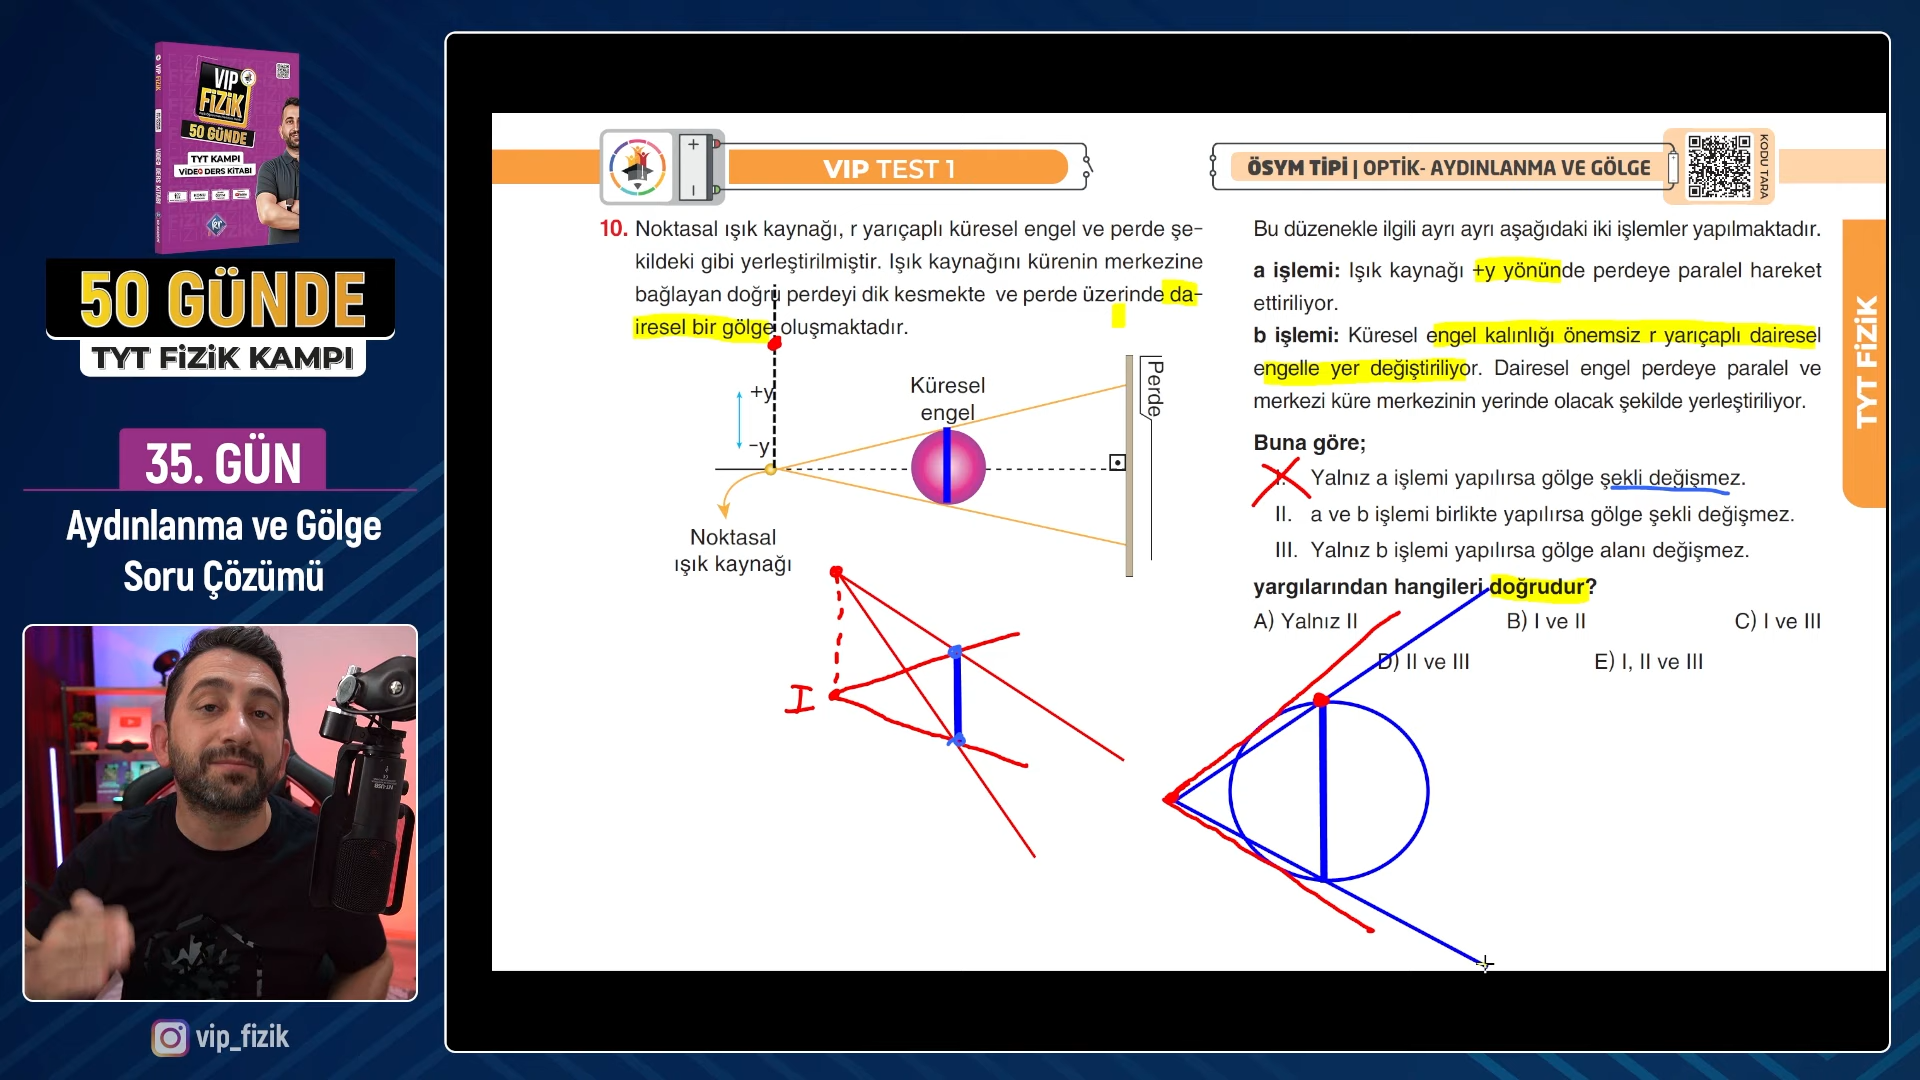 VIP
FİZİK
50 GÜNDE
TYT KAMPI
VİDEO DERS KİTABI
50 GÜNDE
TYT FİZİK KAMPI
35. GÜN
Aydınlanma ve Gölge
Soru Çözümü
vip_fizik
VIP TEST 1
ÖSYM TİPİ | OPTİK- AYDINLANMA VE GÖLGE
KODU TARA
TYT FİZİK
10. Noktasal ışık kaynağı, r yarıçaplı küresel engel ve perde şe-
kildeki gibi yerleştirilmiştir. Işık kaynağını kürenin merkezine
bağlayan doğru perdeyi dik kesmekte ve perde üzerinde da-
iresel bir gölge oluşmaktadır.
+y
-y
Küresel
engel
Perde
Noktasal
ışık kaynağı
I
Bu düzenekle ilgili ayrı ayrı aşağıdaki iki işlemler yapılmaktadır.
a işlemi: Işık kaynağı +y yönünde perdeye paralel hareket
ettiriliyor.
b işlemi: Küresel engel kalınlığı önemsiz r yarıçaplı dairesel
engelle yer değiştiriliyor. Dairesel engel perdeye paralel ve
merkezi küre merkezinin yerinde olacak şekilde yerleştiriliyor.
Buna göre;
I. Yalnız a işlemi yapılırsa gölge şekli değişmez.
II. a ve b işlemi birlikte yapılırsa gölge şekli değişmez.
III. Yalnız b işlemi yapılırsa gölge alanı değişmez.
yargılarından hangileri doğrudur?
A) Yalnız II B) I ve II C) I ve III
D) II ve III E) I, II ve III